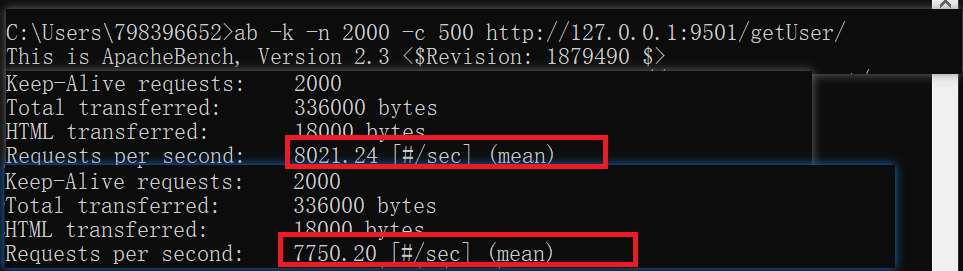 C:\Users\798396652>ab -k -n 2000 -c 500 http://127.0.0.1:9501/getUser/
This is ApacheBench, Version 2.3 <$Revision: 1879490 $>
Keep-Alive requests:    2000
Total transferred:      336000 bytes
HTML transferred:       18000 bytes
Requests per second:    8021.24 [#/sec] (mean)
Keep-Alive requests:    2000
Total transferred:      336000 bytes
HTML transferred:       18000 bytes
Requests per second:    7750.20 [#/sec] (mean)